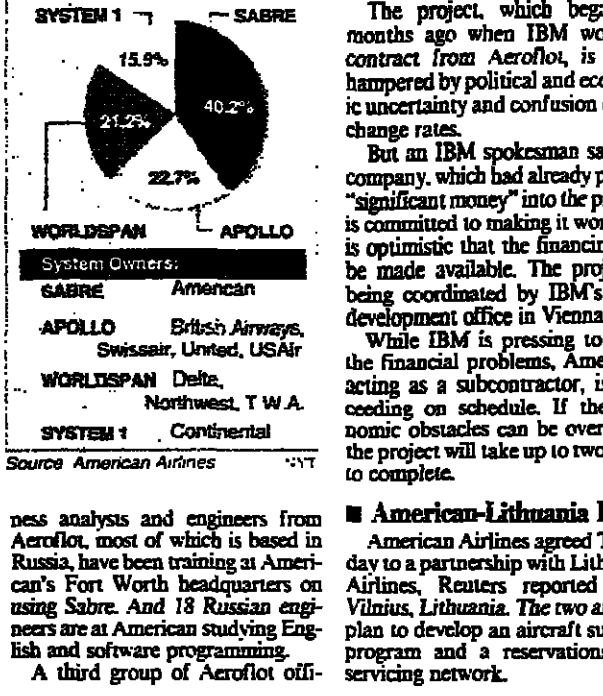 SYSTEM 1
SABRE
15.9%
40.2%
21.2%
22.7%
WORLDSPAN
APOLLO
System Owners:
SABRE American
APOLLO British Airways,
Swissair, United, USAir
WORLDSPAN Delta,
Northwest, T W.A.
SYSTEM 1 Continental
Source American Airlines NYT
ness analysts and engineers from
Aeroflot, most of which is based in
Russia, have been training at Ameri-
can's Fort Worth headquarters on
using Sabre. And 18 Russian engi-
neers are at American studying Eng-
lish and software programming.
A third group of Aeroflot offi-
The project, which bega
months ago when IBM wo
contract from Aeroflot, is
hampered by political and eco
ic uncertainty and confusion
change rates.
But an IBM spokesman sa
company, which had already p
"significant money" into the p
is committed to making it wor
is optimistic that the financin
be made available. The proj
being coordinated by IBM's
development office in Vienna
While IBM is pressing to
the financial problems, Ame
acting as a subcontractor, i
ceeding on schedule. If the
nomic obstacles can be over
the project will take up to two
to complete.
■ American-Lithuania
American Airlines agreed T
day to a partnership with Lith
Airlines, Reuters reported
Vilnius, Lithuania. The two a
plan to develop an aircraft su
program and a reservations
servicing network.